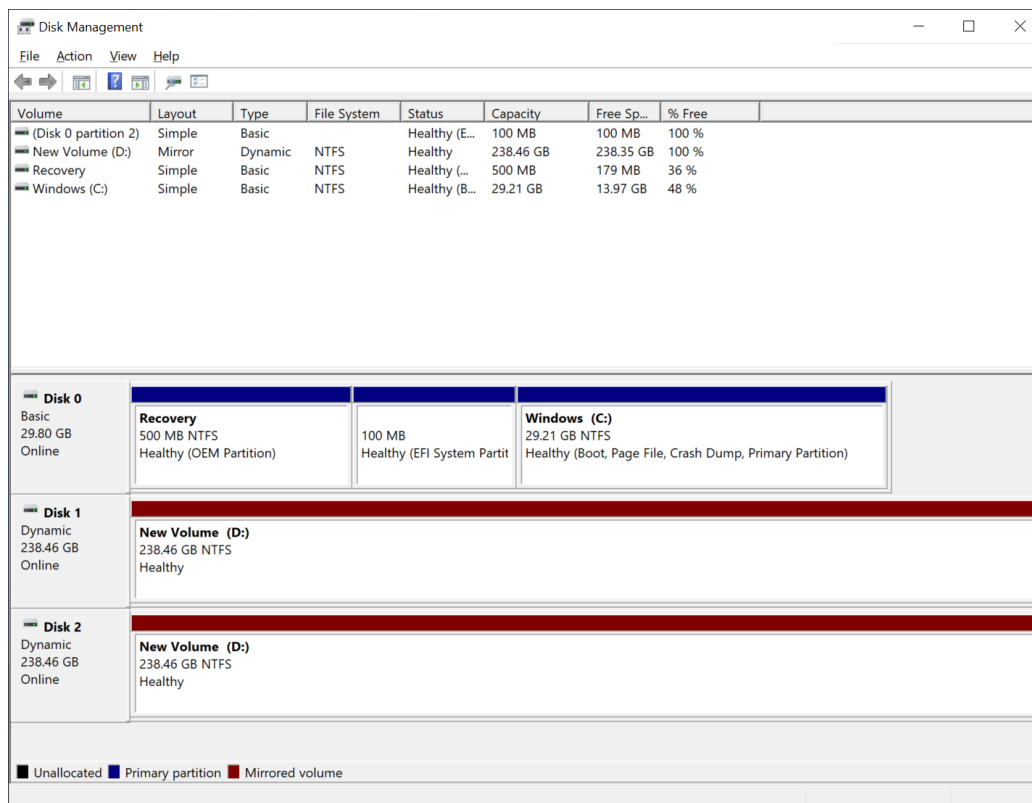 Disk Management
File Action View Help
Volume Layout Type File System Status Capacity Free Sp... % Free
(Disk 0 partition 2) Simple Basic Healthy (E... 100 MB 100 MB 100 %
New Volume (D:) Mirror Dynamic NTFS Healthy 238.46 GB 238.35 GB 100 %
Recovery Simple Basic NTFS Healthy (... 500 MB 179 MB 36 %
Windows (C:) Simple Basic NTFS Healthy (B... 29.21 GB 13.97 GB 48 %
Disk 0
Basic
29.80 GB
Online
Recovery
500 MB NTFS
Healthy (OEM Partition)
100 MB
Healthy (EFI System Partit
Windows (C:)
29.21 GB NTFS
Healthy (Boot, Page File, Crash Dump, Primary Partition)
Disk 1
Dynamic
238.46 GB
Online
New Volume (D:)
238.46 GB NTFS
Healthy
Disk 2
Dynamic
238.46 GB
Online
New Volume (D:)
238.46 GB NTFS
Healthy
Unallocated Primary partition Mirrored volume